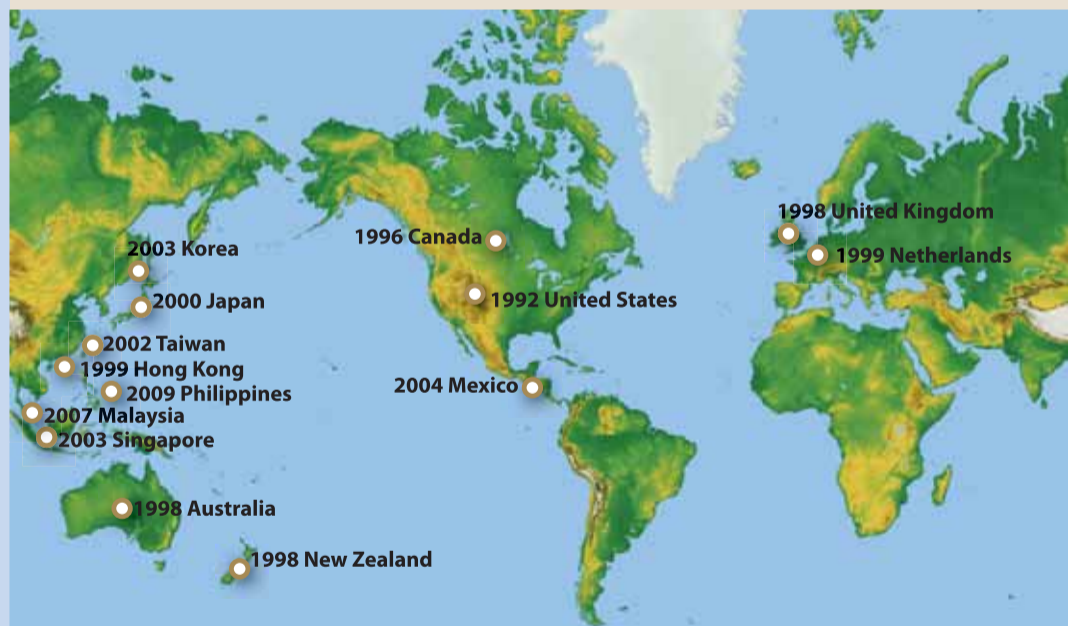 1998 United Kingdom
1996 Canada
2003 Korea
1999 Netherlands
2000 Japan
1992 United States
2002 Taiwan
1999 Hong Kong
2004 Mexico
2009 Philippines
2007 Malaysia
2003 Singapore
1998 Australia
1998 New Zealand